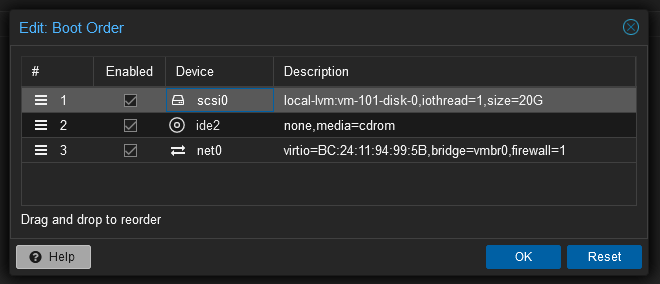 Edit: Boot Order
# Enabled Device Description
1 scsi0 local-lvm:vm-101-disk-0,iothread=1,size=20G
2 ide2 none,media=cdrom
3 net0 virtio=BC:24:11:94:99:5B,bridge=vmbr0,firewall=1
Drag and drop to reorder
? Help OK Reset